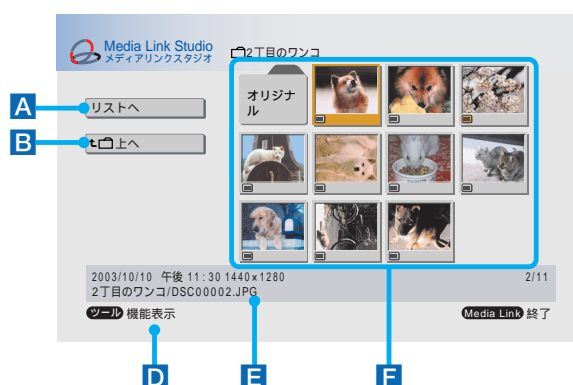 Media Link Studio
メディアリンクスタジオ
2丁目のワンコ
A
リストへ
オリジナ
ル
B
上へ
2003/10/10 午後 11:30 1440x1280
2/11
2丁目のワンコ/DSC00002.JPG
ツール 機能表示
Media Link 終了
D
E
F